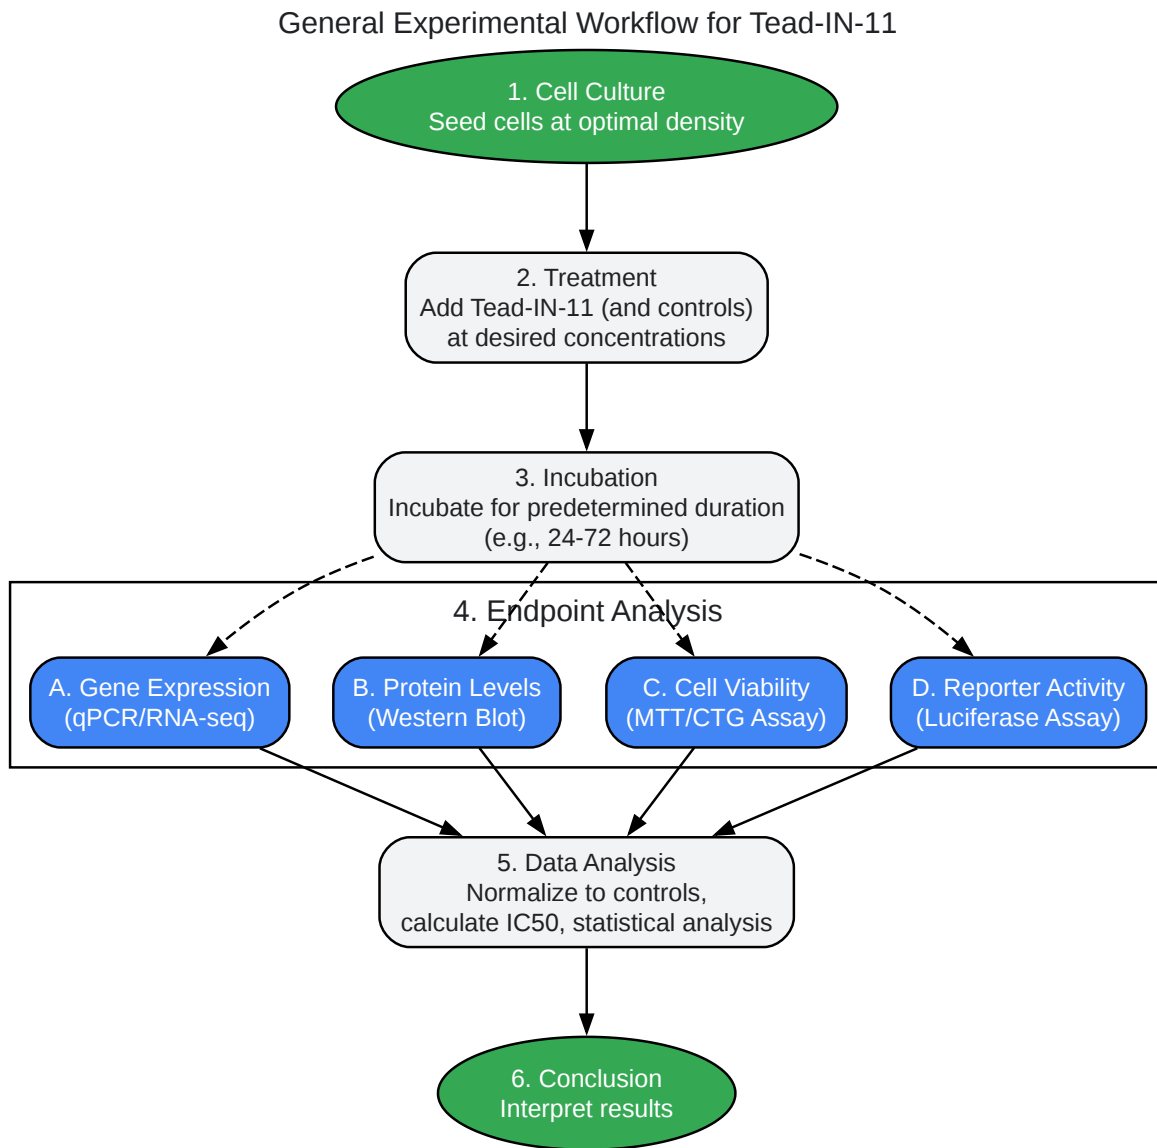 General Experimental Workflow for Tead-IN-11
1. Cell Culture
Seed cells at optimal density
2. Treatment
Add Tead-IN-11 (and controls)
at desired concentrations
3. Incubation
Incubate for predetermined duration
(e.g., 24-72 hours)
4. Endpoint Analysis
A. Gene Expression
(qPCR/RNA-seq)
B. Protein Levels
(Western Blot)
C. Cell Viability
(MTT/CTG Assay)
D. Reporter Activity
(Luciferase Assay)
5. Data Analysis
Normalize to controls,
calculate IC50, statistical analysis
6. Conclusion
Interpret results